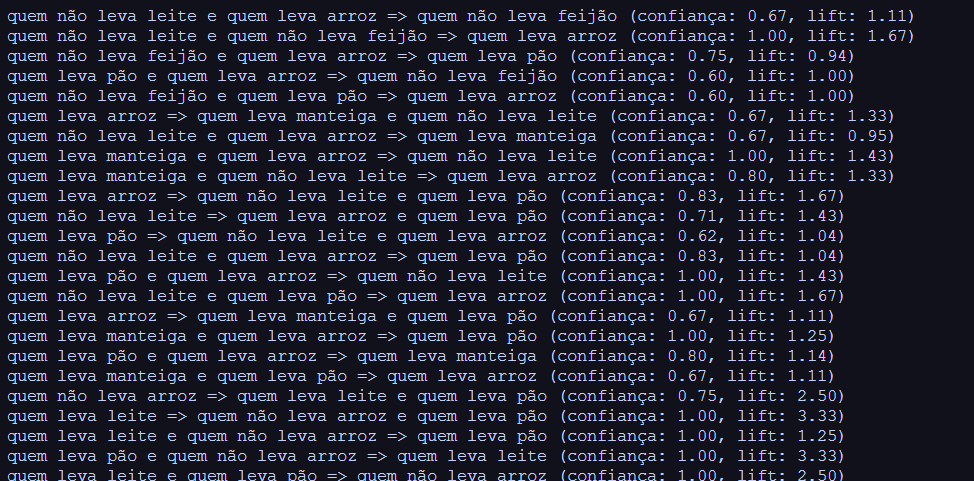 quem não leva leite e quem leva arroz => quem não leva feijão (confiança: 0.67, lift: 1.11)
quem não leva leite e quem não leva feijão => quem leva arroz (confiança: 1.00, lift: 1.67)
quem não leva feijão e quem leva arroz => quem leva pão (confiança: 0.75, lift: 0.94)
quem leva pão e quem leva arroz => quem não leva feijão (confiança: 0.60, lift: 1.00)
quem não leva feijão e quem leva pão => quem leva arroz (confiança: 0.60, lift: 1.00)
quem leva arroz => quem leva manteiga e quem não leva leite (confiança: 0.67, lift: 1.33)
quem não leva leite e quem leva arroz => quem leva manteiga (confiança: 0.67, lift: 0.95)
quem leva manteiga e quem leva arroz => quem não leva leite (confiança: 1.00, lift: 1.43)
quem leva manteiga e quem não leva leite => quem leva arroz (confiança: 0.80, lift: 1.33)
quem leva arroz => quem não leva leite e quem leva pão (confiança: 0.83, lift: 1.67)
quem não leva leite => quem leva arroz e quem leva pão (confiança: 0.71, lift: 1.43)
quem leva pão => quem não leva leite e quem leva arroz (confiança: 0.62, lift: 1.04)
quem não leva leite e quem leva arroz => quem leva pão (confiança: 0.83, lift: 1.04)
quem leva pão e quem leva arroz => quem não leva leite (confiança: 1.00, lift: 1.43)
quem não leva leite e quem leva pão => quem leva arroz (confiança: 1.00, lift: 1.67)
quem leva arroz => quem leva manteiga e quem leva pão (confiança: 0.67, lift: 1.11)
quem leva manteiga e quem leva arroz => quem leva pão (confiança: 1.00, lift: 1.25)
quem leva pão e quem leva arroz => quem leva manteiga (confiança: 0.80, lift: 1.14)
quem leva manteiga e quem leva pão => quem leva arroz (confiança: 0.67, lift: 1.11)
quem não leva arroz => quem leva leite e quem leva pão (confiança: 0.75, lift: 2.50)
quem leva leite => quem não leva arroz e quem leva pão (confiança: 1.00, lift: 3.33)
quem leva leite e quem não leva arroz => quem leva pão (confiança: 1.00, lift: 1.25)
quem leva pão e quem não leva arroz => quem leva leite (confiança: 1.00, lift: 3.33)
quem leva leite e quem leva pão => quem não leva arroz (confiança: 1.00, lift: 2.50)